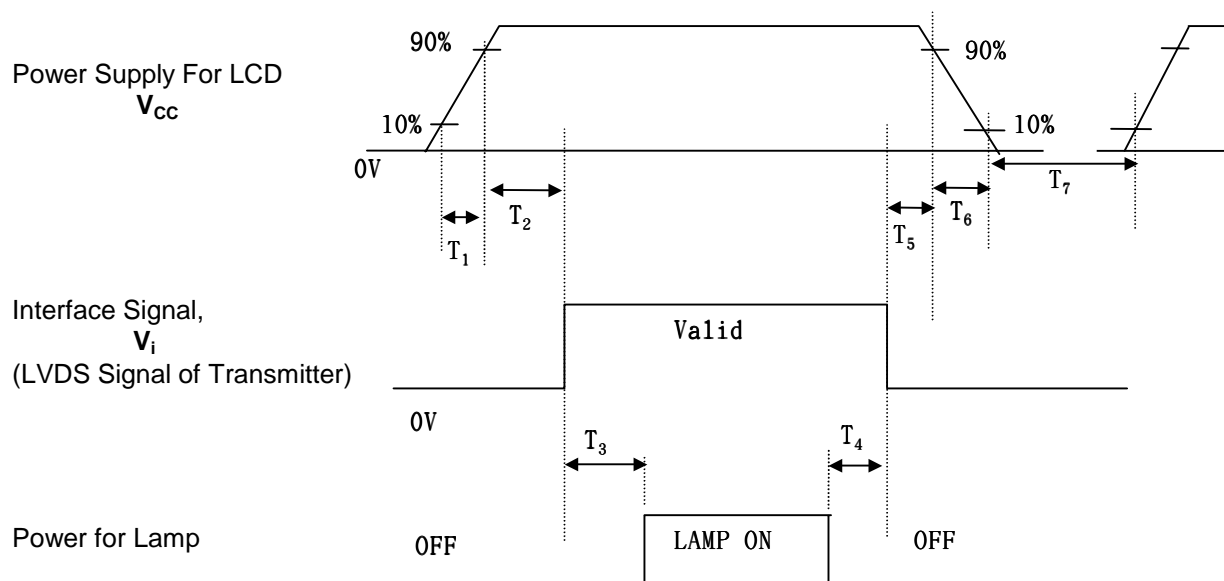 90%
90%
Power Supply For LCD
VCC
10%
10%
0V
T7
T2
T6
T1
T5
Interface Signal,
Vi
Valid
(LVDS Signal of Transmitter)
0V
T3
T4
Power for Lamp
OFF
LAMP ON
OFF